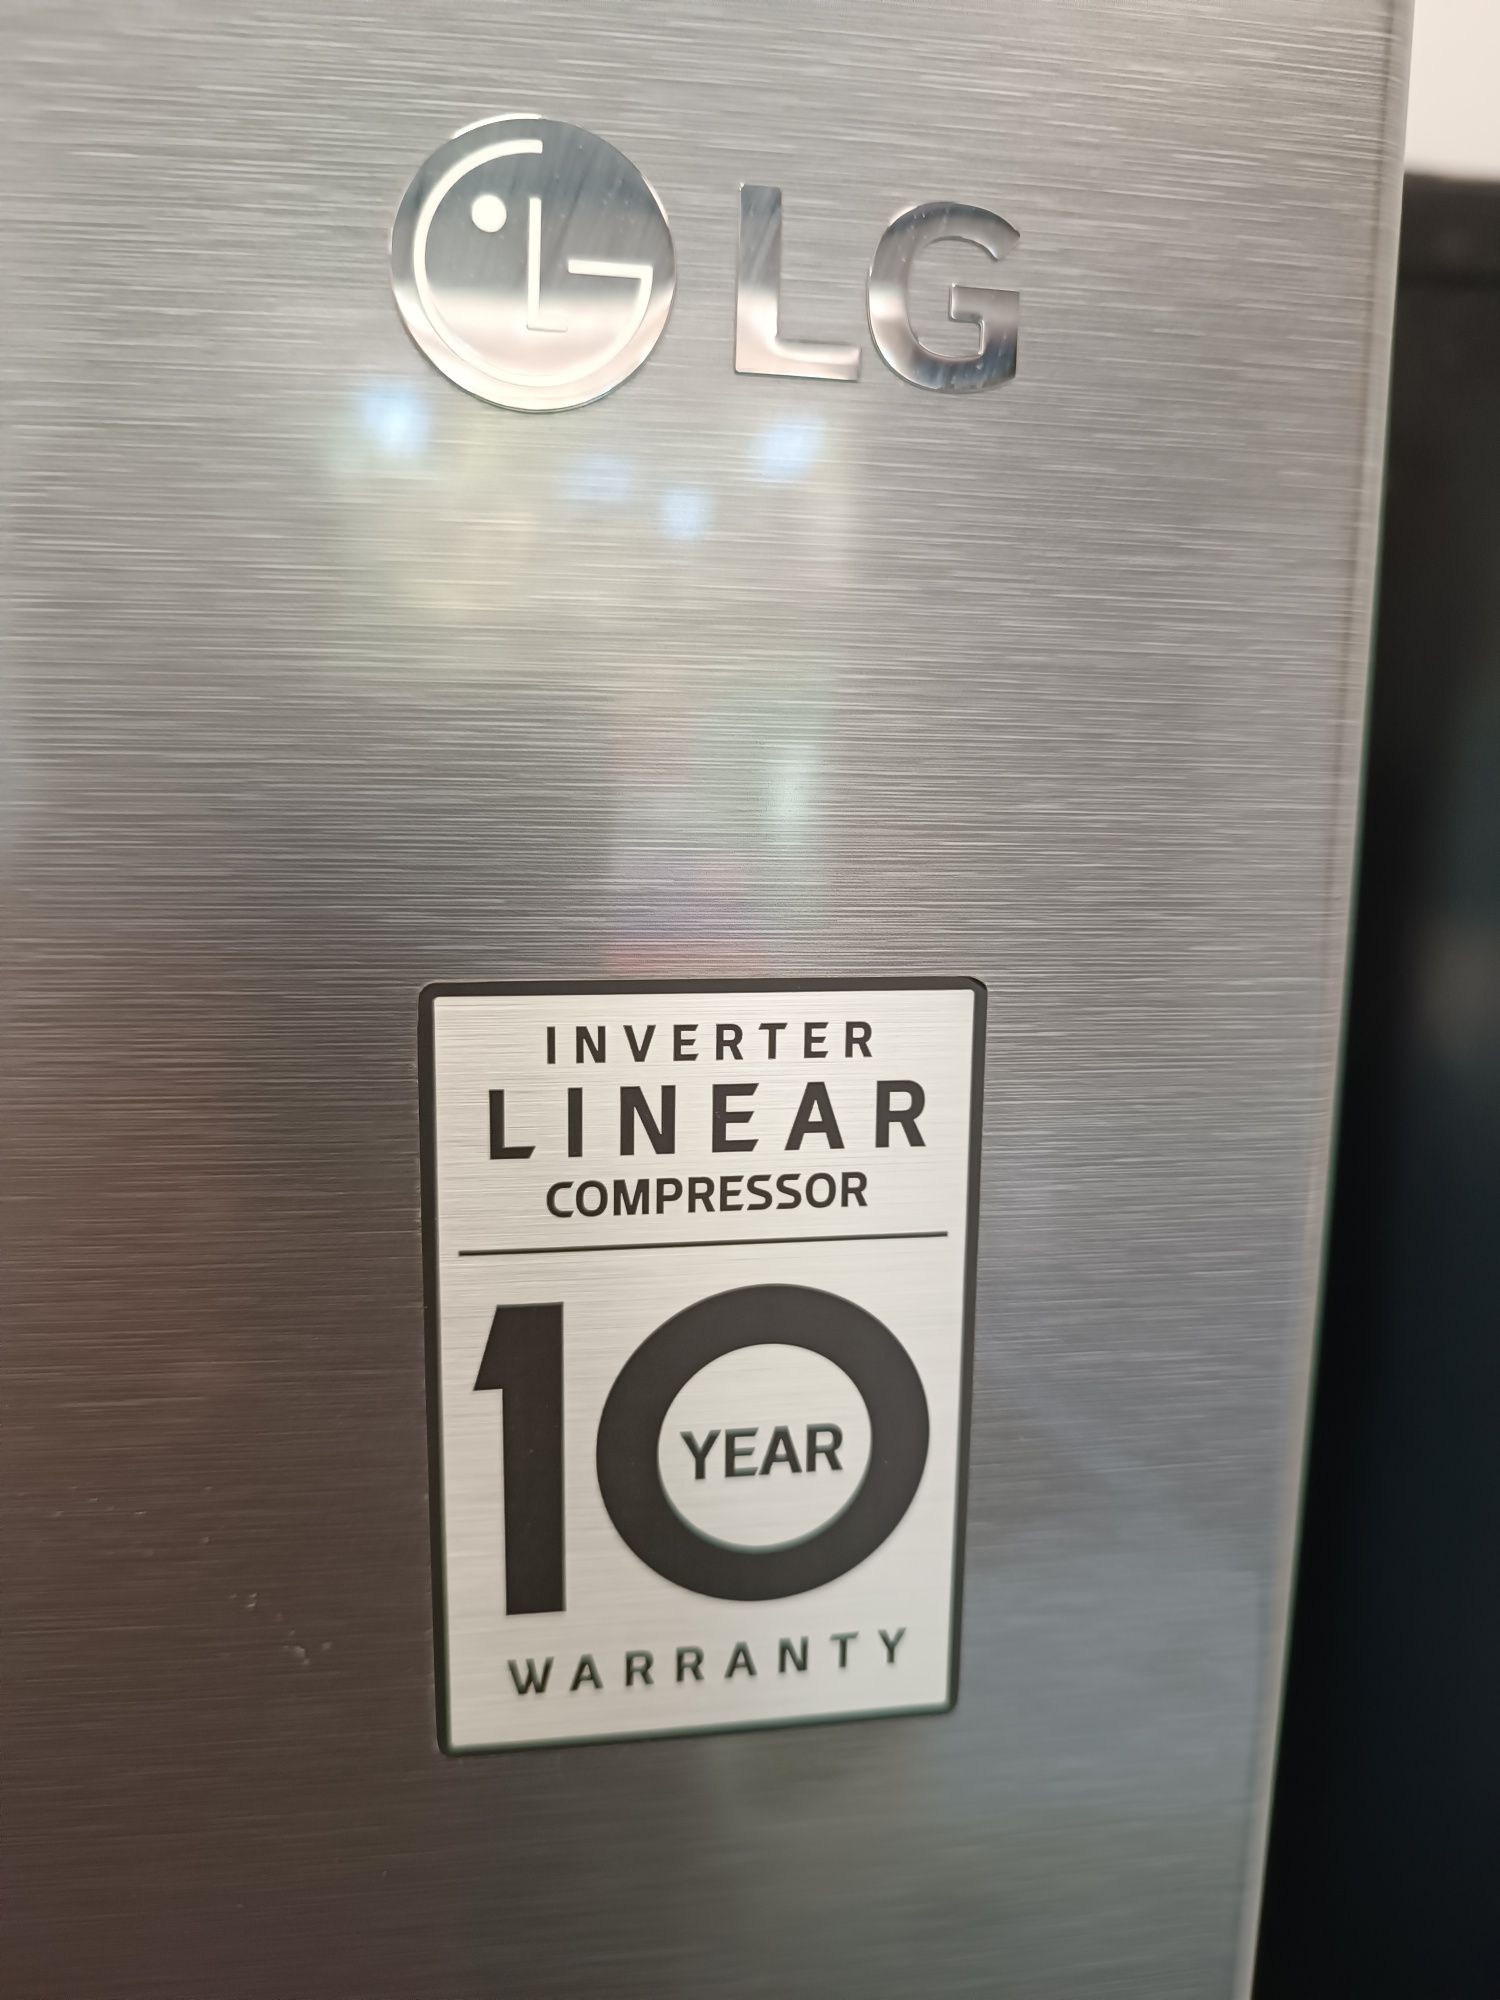 LG
INVERTER
LINEAR
COMPRESSOR
10
YEAR
WARRANTY